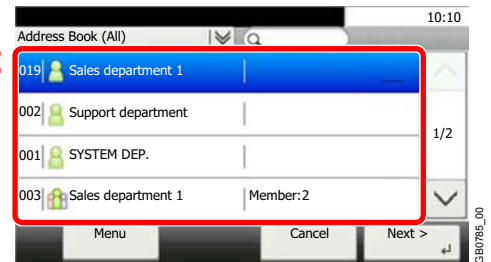 10:10
Address Book (All)
019 Sales department 1
002 Support department
1/2
001 SYSTEM DEP.
003 Sales department 1 Member:2
Menu Cancel Next >
GB0785_00